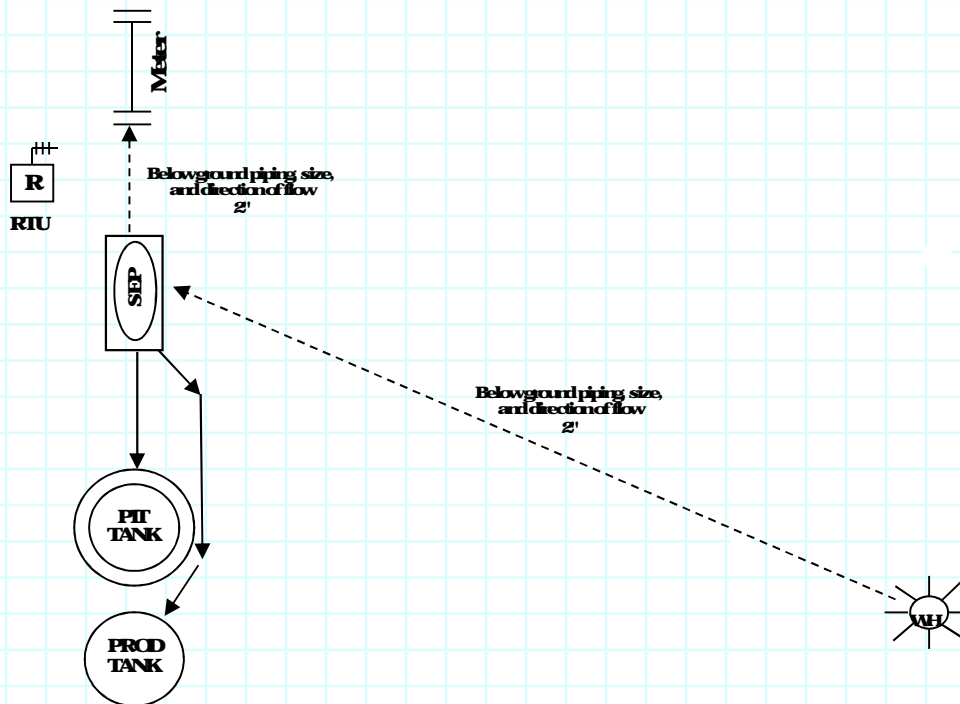 Meter
Below ground piping, size,
and direction of flow
2"
R
RTU
SEP
Below ground piping, size,
and direction of flow
2"
PIT
TANK
WH
PROD
TANK